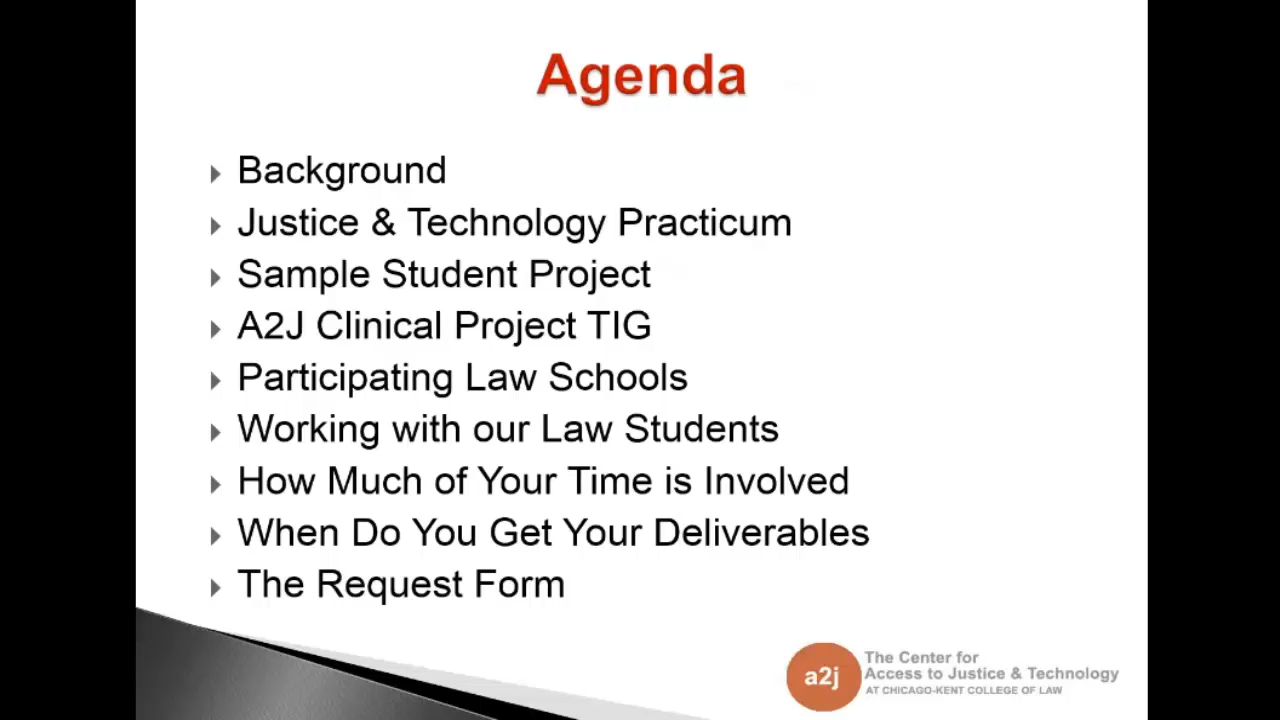 Agenda
Background
Justice & Technology Practicum
Sample Student Project
A2J Clinical Project TIG
Participating Law Schools
Working with our Law Students
How Much of Your Time is Involved
When Do You Get Your Deliverables
The Request Form
a2j
The Center for
Access to Justice & Technology
AT CHICAGO-KENT COLLEGE OF LAW